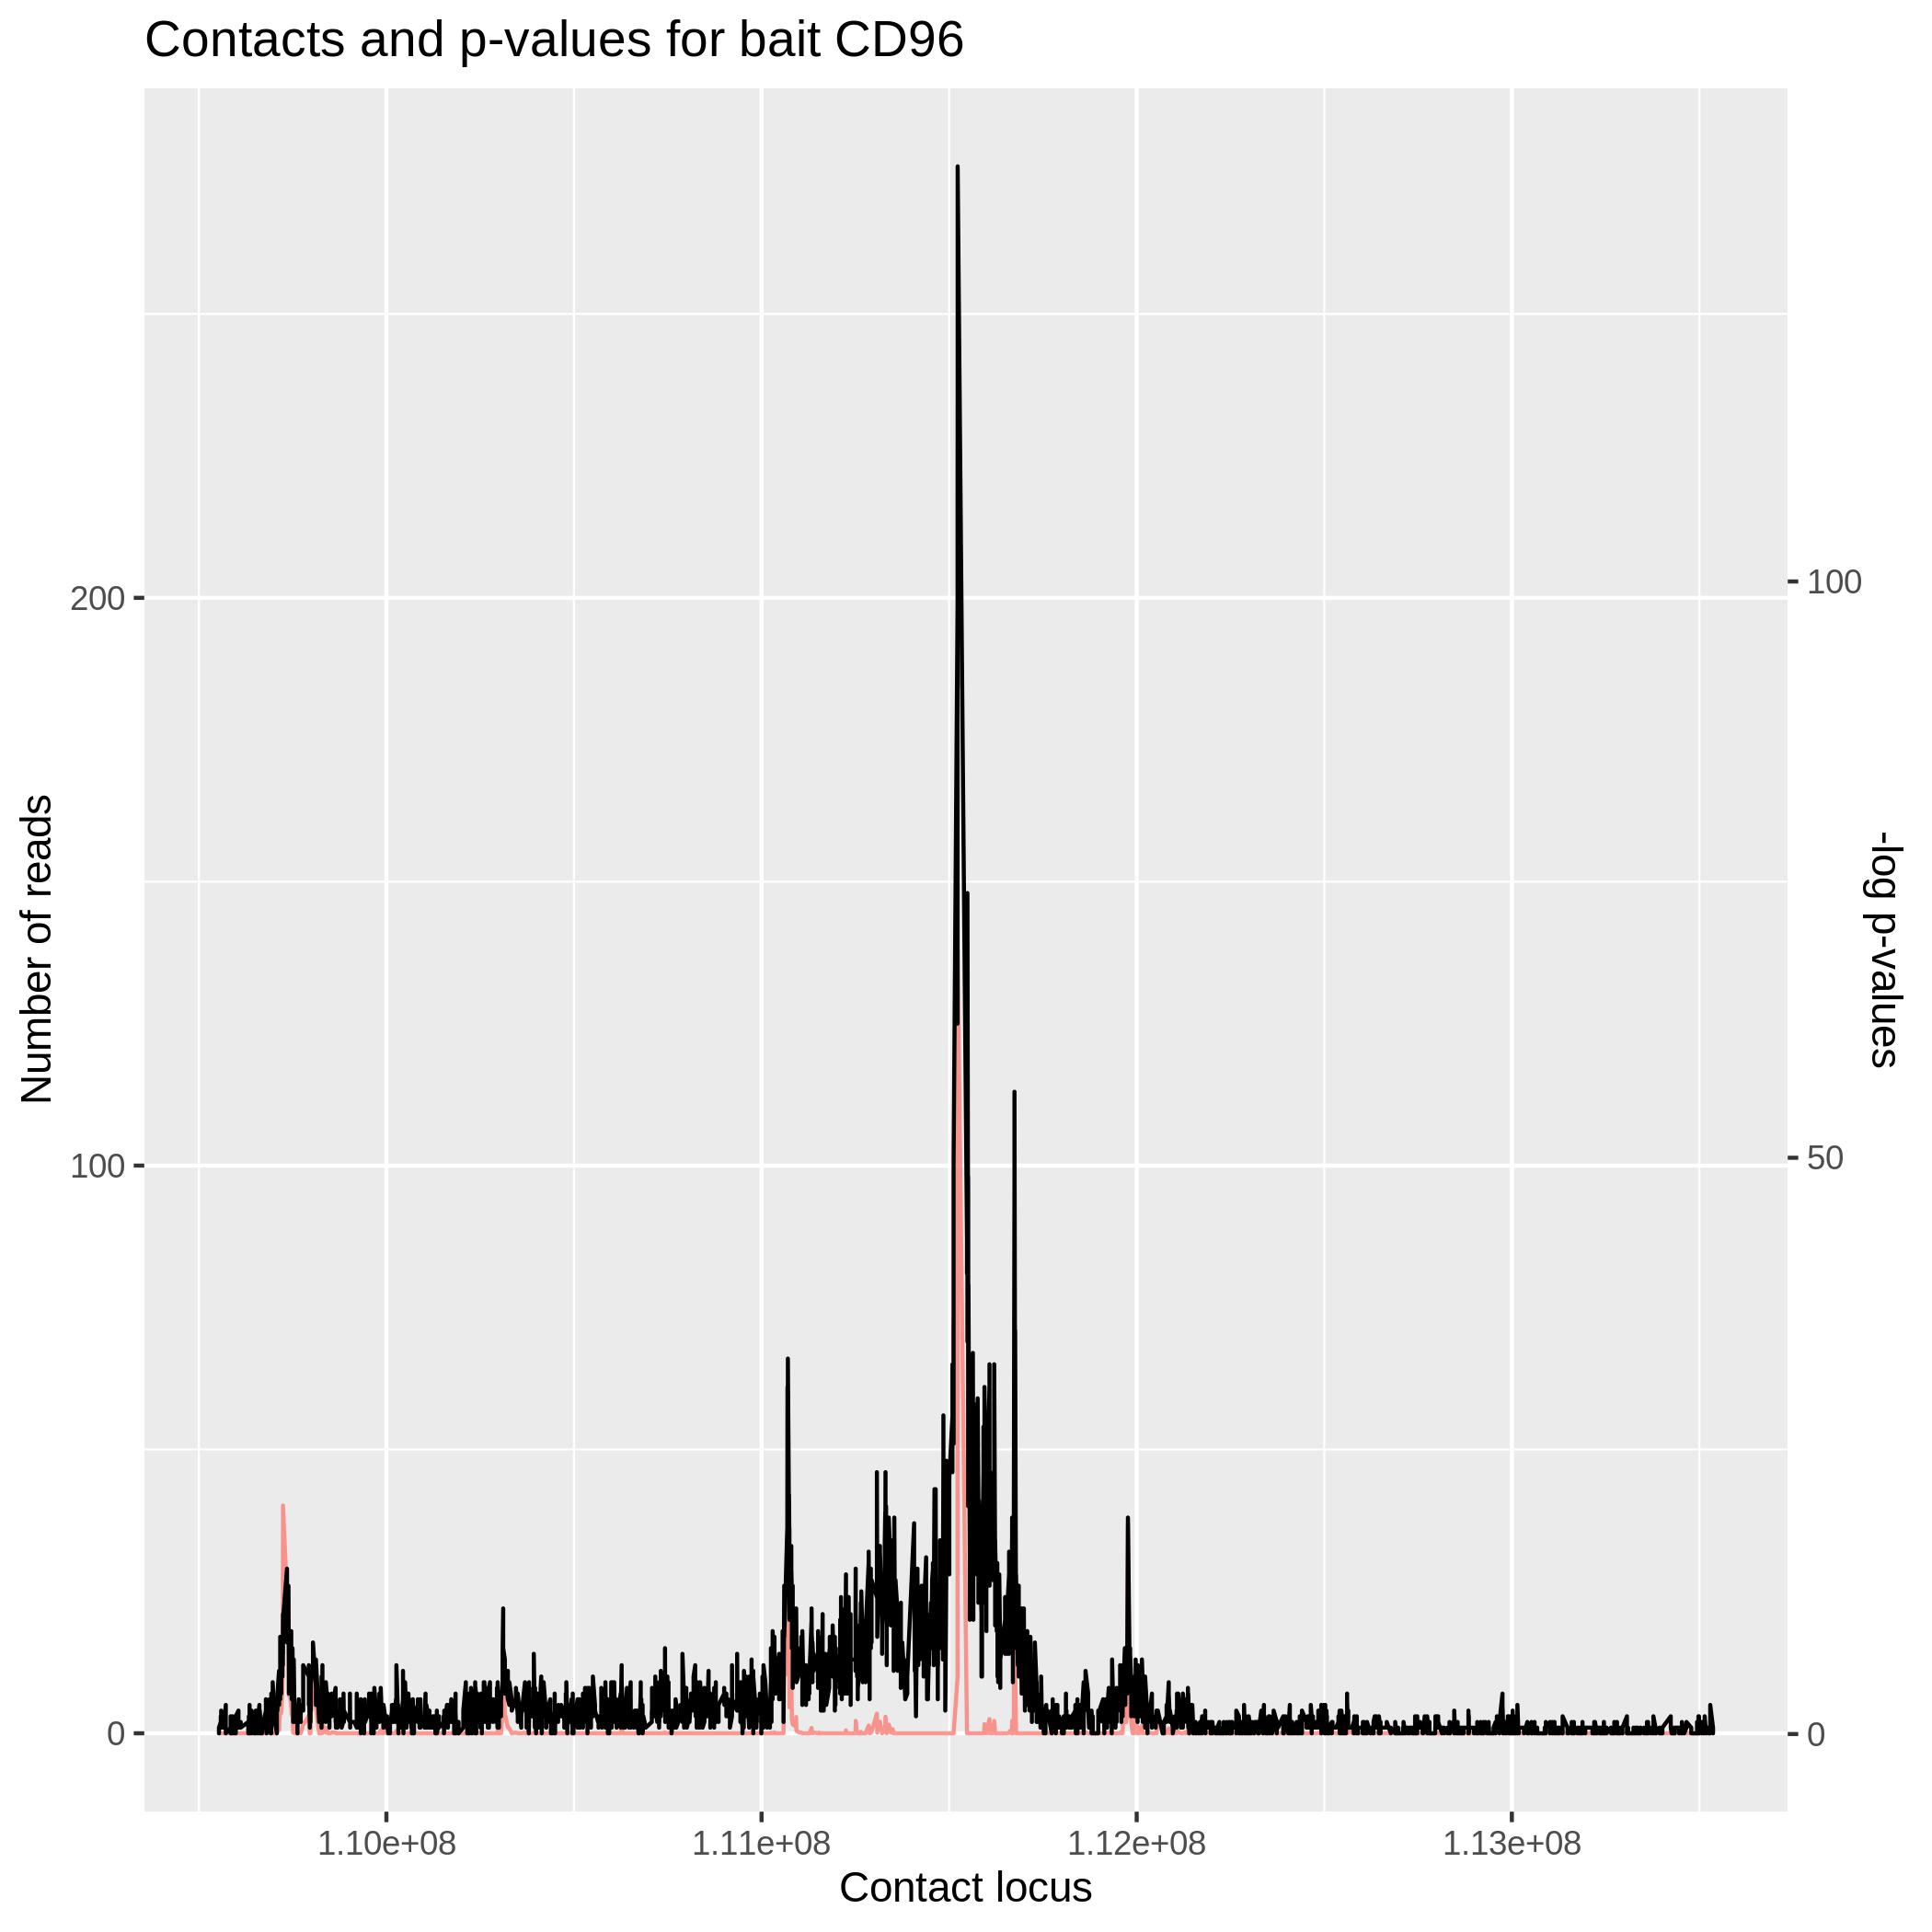 Contacts and p-values for bait CD96
Number of reads
200
100
0
100
50
0
-log p-values
1.10e+08
1.11e+08
1.12e+08
1.13e+08
Contact locus